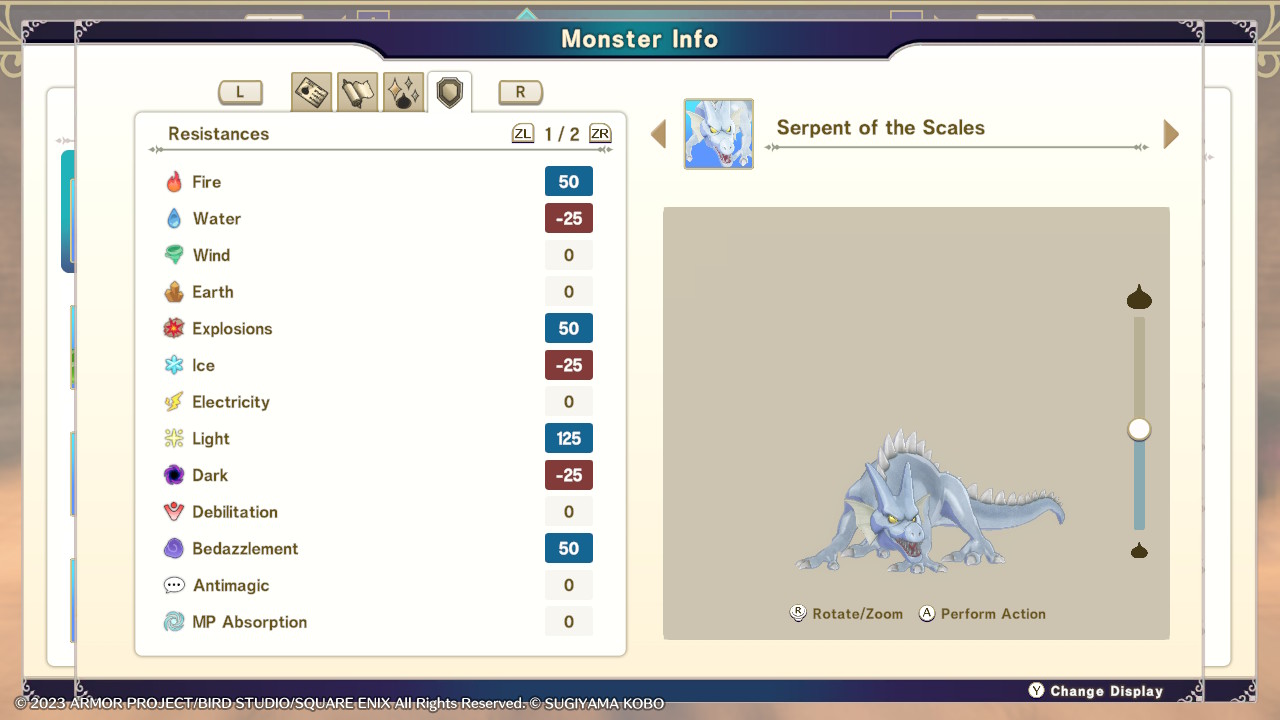 Monster Info
L R
Resistances ZL 1 / 2 ZR
Serpent of the Scales
Fire 50
Water -25
Wind 0
Earth 0
Explosions 50
Ice -25
Electricity 0
Light 125
Dark -25
Debilitation 0
Bedazzlement 50
Antimagic 0
MP Absorption 0
R Rotate/Zoom A Perform Action
Y Change Display
© 2023 ARMOR PROJECT/BIRD STUDIO/SQUARE ENIX All Rights Reserved. © SUGIYAMA KOBO